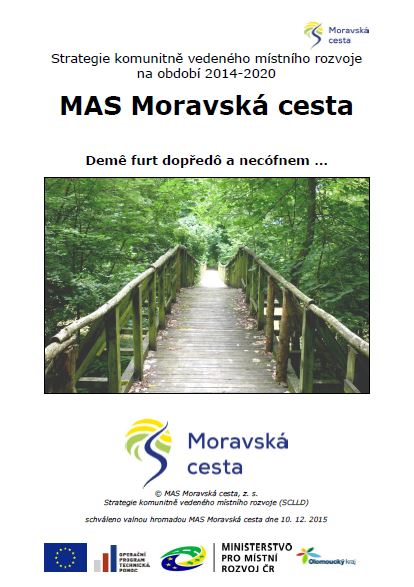 Moravská
cesta
Strategie komunitně vedeného místního rozvoje
na období 2014-2020
MAS Moravská cesta
Demê furt dopředô a necófnem ...
Moravská
cesta
© MAS Moravská cesta, z. s.
Strategie komunitně vedeného místního rozvoje (SCLLD)
schváleno valnou hromadou MAS Moravská cesta dne 10. 12. 2015
OPERAČNÍ
PROGRAM
TECHNICKÁ
POMOC
MINISTERSTVO
PRO MÍSTNÍ
ROZVOJ ČR
Olomoucký kraj